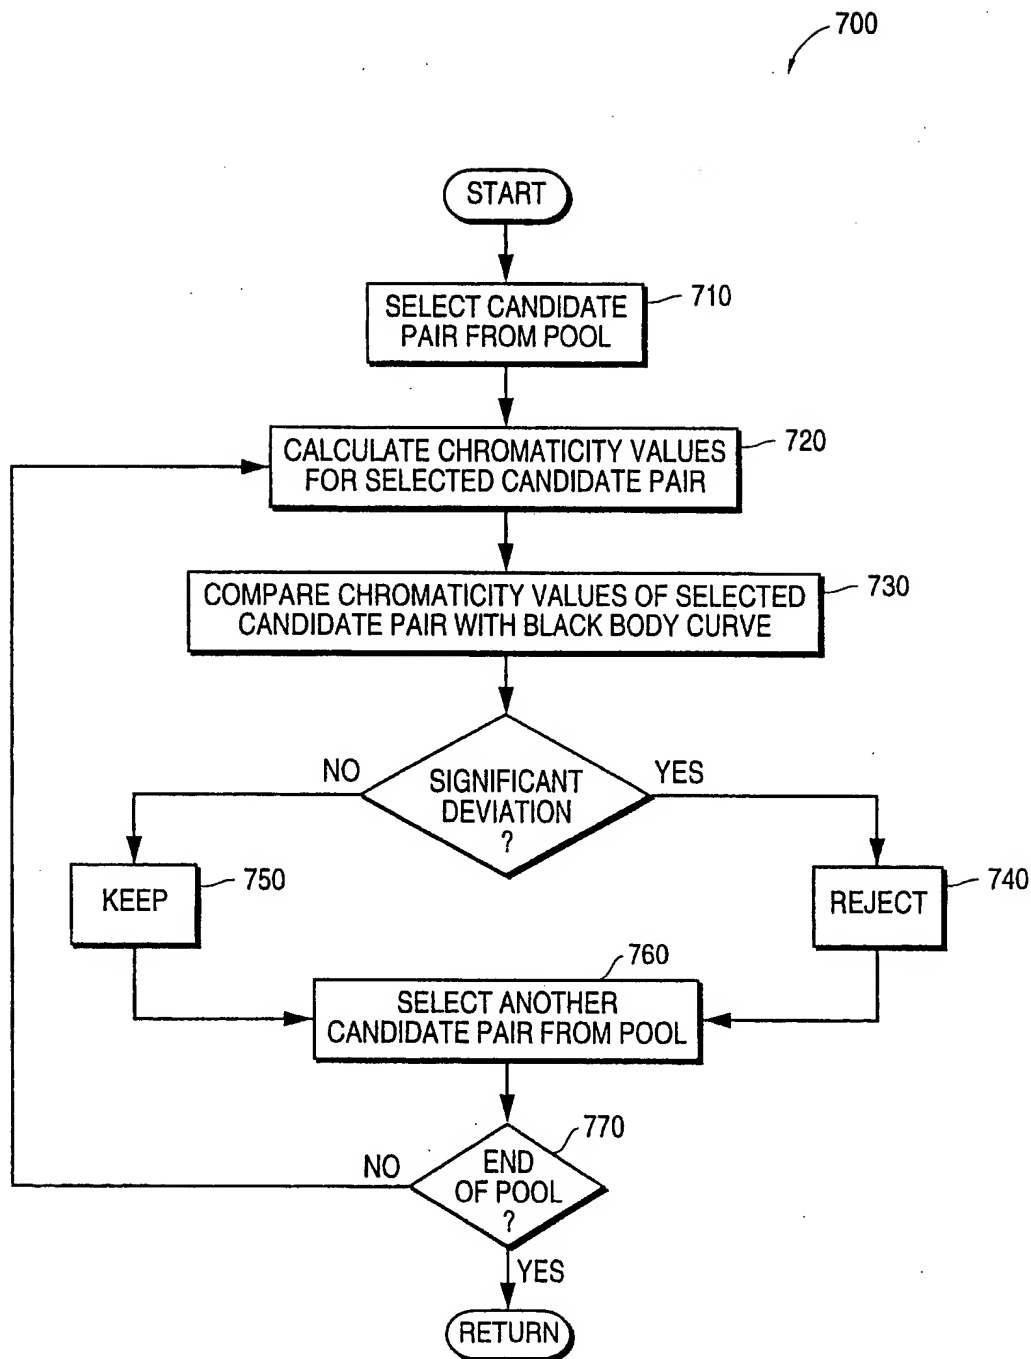 700
START
SELECT CANDIDATE
PAIR FROM POOL
710
CALCULATE CHROMATICITY VALUES
FOR SELECTED CANDIDATE PAIR
720
COMPARE CHROMATICITY VALUES OF SELECTED
CANDIDATE PAIR WITH BLACK BODY CURVE
730
NO
SIGNIFICANT
DEVIATION
?
YES
KEEP
750
REJECT
740
760
SELECT ANOTHER
CANDIDATE PAIR FROM POOL
770
NO
END
OF POOL
?
YES
RETURN